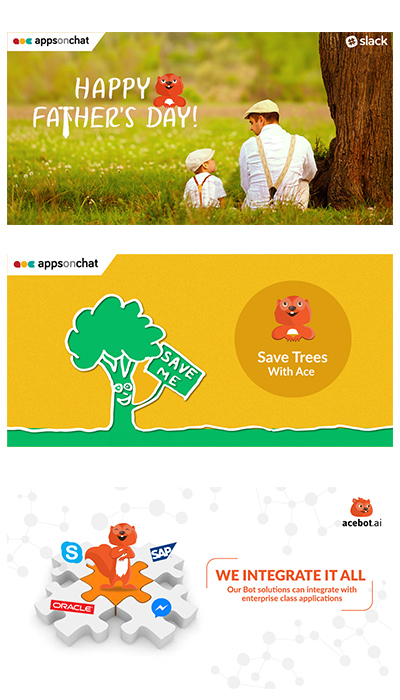 appsonchat
slack
HAPPY
FATHER'S DAY!
appsonchat
SAVE
ME
Save Trees
With Ace
acebot.ai
S
SAP
ORACLE
WE INTEGRATE IT ALL
Our Bot solutions can integrate with
enterprise class applications